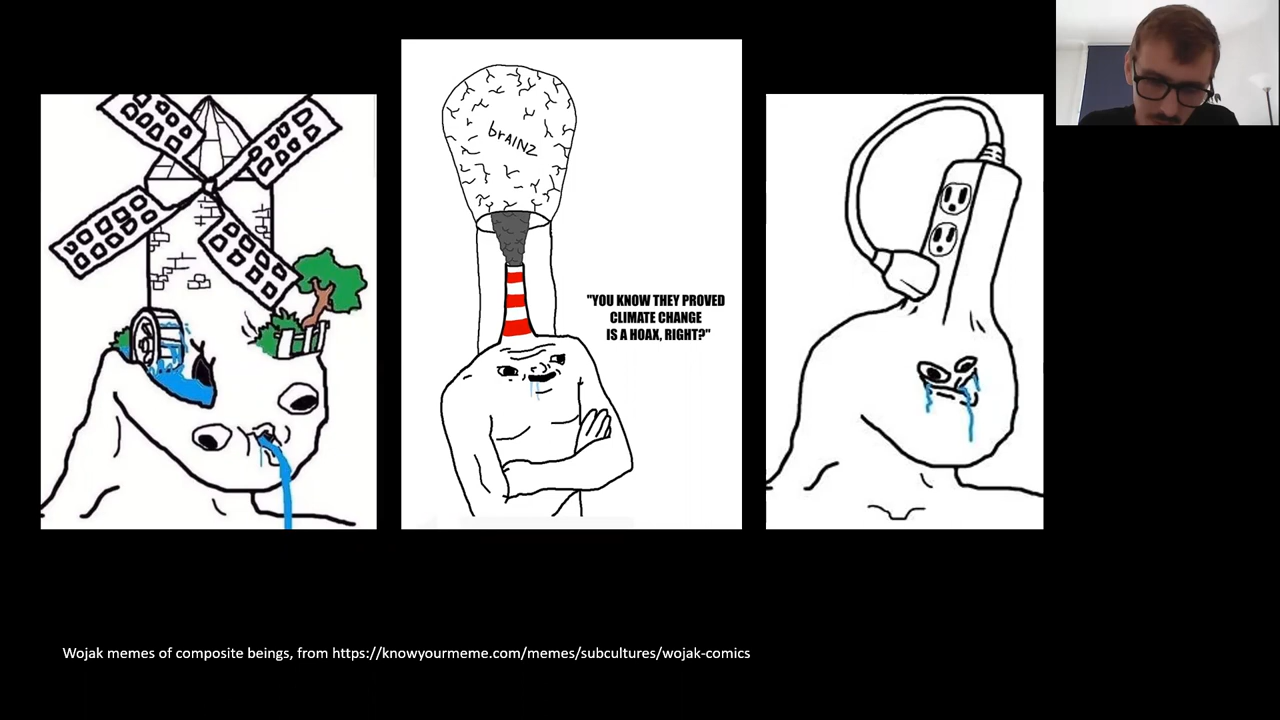 brAINZ
"YOU KNOW THEY PROVED
CLIMATE CHANGE
IS A HOAX, RIGHT?"
Wojak memes of composite beings, from https://knowyourmeme.com/memes/subcultures/wojak-comics